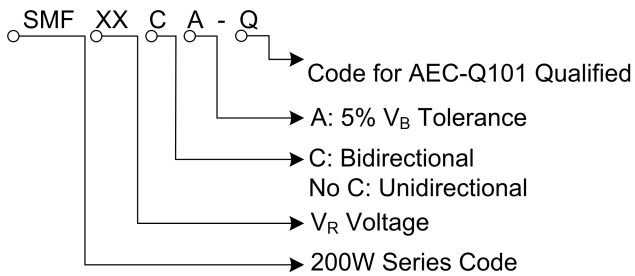 SMF XX C A - Q
Code for AEC-Q101 Qualified
A: 5% VB Tolerance
C: Bidirectional
No C: Unidirectional
VR Voltage
200W Series Code